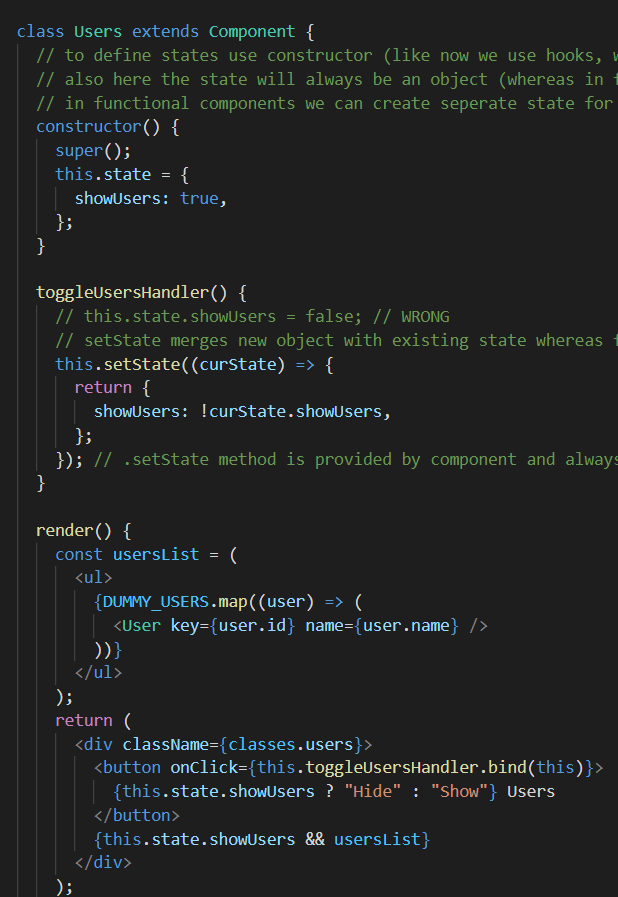 class Users extends Component {
// to define states use constructor (like now we use hooks,
// also here the state will always be an object (whereas in
// in functional components we can create seperate state for
constructor() {
super();
this.state = {
showUsers: true,
};
}
toggleUsersHandler() {
// this.state.showUsers = false; // WRONG
// setState merges new object with existing state whereas
this.setState((curState) => {
return {
showUsers: !curState.showUsers,
};
}); // .setState method is provided by component and always
}
render() {
const usersList = (
<ul>
{DUMMY_USERS.map((user) => (
<User key={user.id} name={user.name} />
))}
</ul>
);
return (
<div className={classes.users}>
<button onClick={this.toggleUsersHandler.bind(this)}>
{this.state.showUsers ? "Hide" : "Show"} Users
</button>
{this.state.showUsers && usersList}
</div>
);